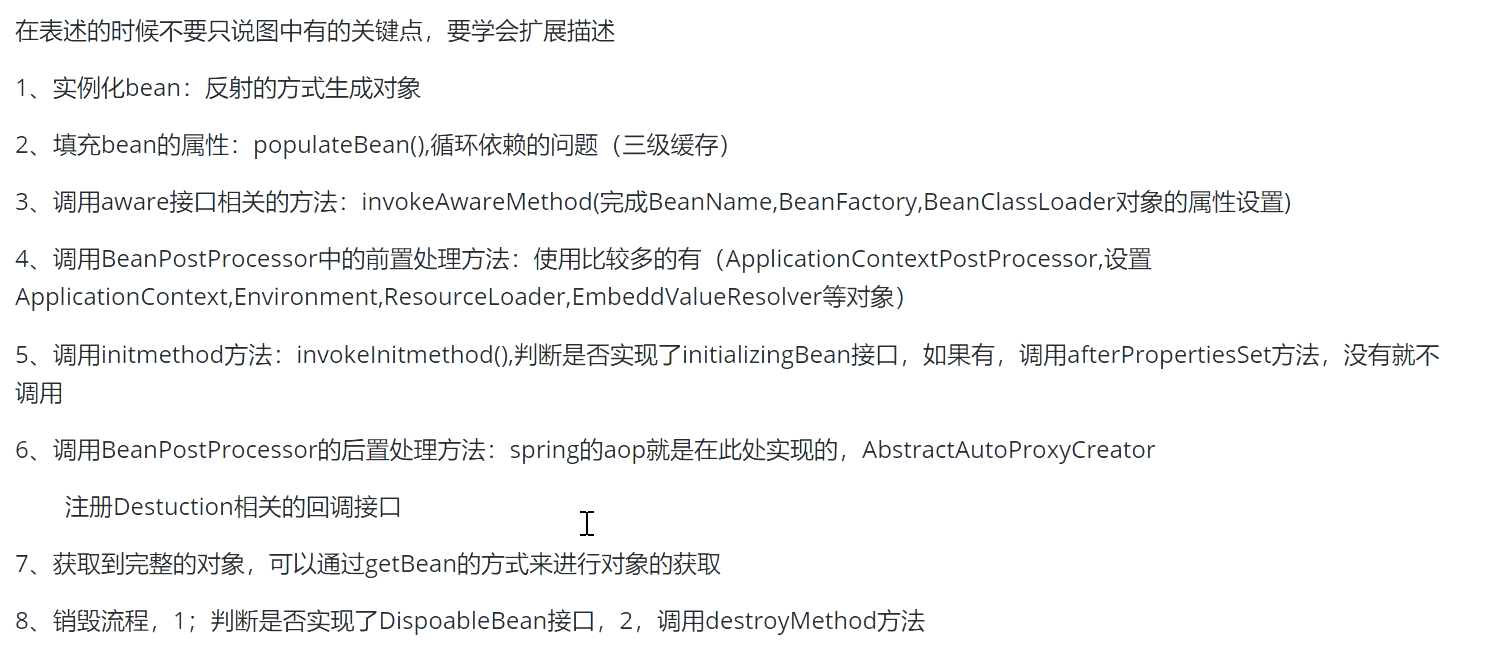 在表述的时候不要只说图中有的关键点，要学会扩展描述
1、实例化bean：反射的方式生成对象
2、填充bean的属性：populateBean(),循环依赖的问题（三级缓存）
3、调用aware接口相关的方法：invokeAwareMethod(完成BeanName,BeanFactory,BeanClassLoader对象的属性设置)
4、调用BeanPostProcessor中的前置处理方法：使用比较多的有（ApplicationContextPostProcessor,设置
ApplicationContext,Environment,ResourceLoader,EmbeddValueResolver等对象）
5、调用initmethod方法：invokeInitmethod(),判断是否实现了initializingBean接口，如果有，调用afterPropertiesSet方法，没有就不
调用
6、调用BeanPostProcessor的后置处理方法：spring的aop就是在此处实现的，AbstractAutoProxyCreator
注册Destuction相关的回调接口
7、获取到完整的对象，可以通过getBean的方式来进行对象的获取
8、销毁流程，1；判断是否实现了DispoableBean接口，2，调用destroyMethod方法